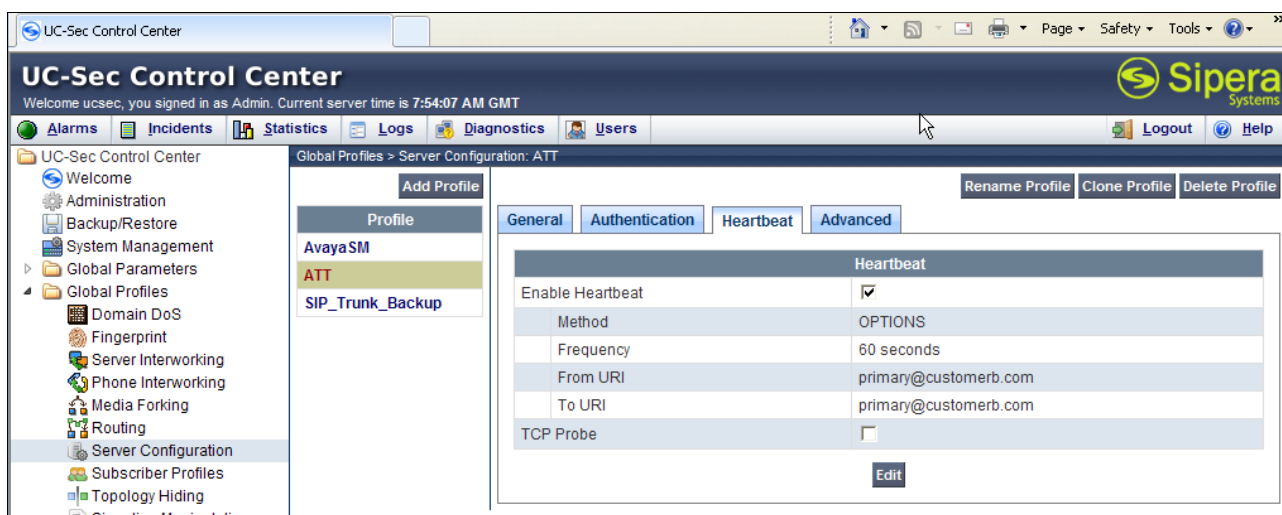 UC-Sec Control Center
Page Safety Tools
UC-Sec Control Center
Sipera
Systems
Welcome ucsec, you signed in as Admin. Current server time is 7:54:07 AM GMT
Alarms Incidents Statistics Logs Diagnostics Users Logout Help
UC-Sec Control Center
Welcome
Administration
Backup/Restore
System Management
Global Parameters
Global Profiles
Domain DoS
Fingerprint
Server Interworking
Phone Interworking
Media Forking
Routing
Server Configuration
Subscriber Profiles
Topology Hiding
Global Profiles > Server Configuration: ATT
Add Profile
Rename Profile Clone Profile Delete Profile
Profile
AvayaSM
ATT
SIP_Trunk_Backup
General Authentication Heartbeat Advanced
Heartbeat
Enable Heartbeat
Method OPTIONS
Frequency 60 seconds
From URI primary@customerb.com
To URI primary@customerb.com
TCP Probe
Edit